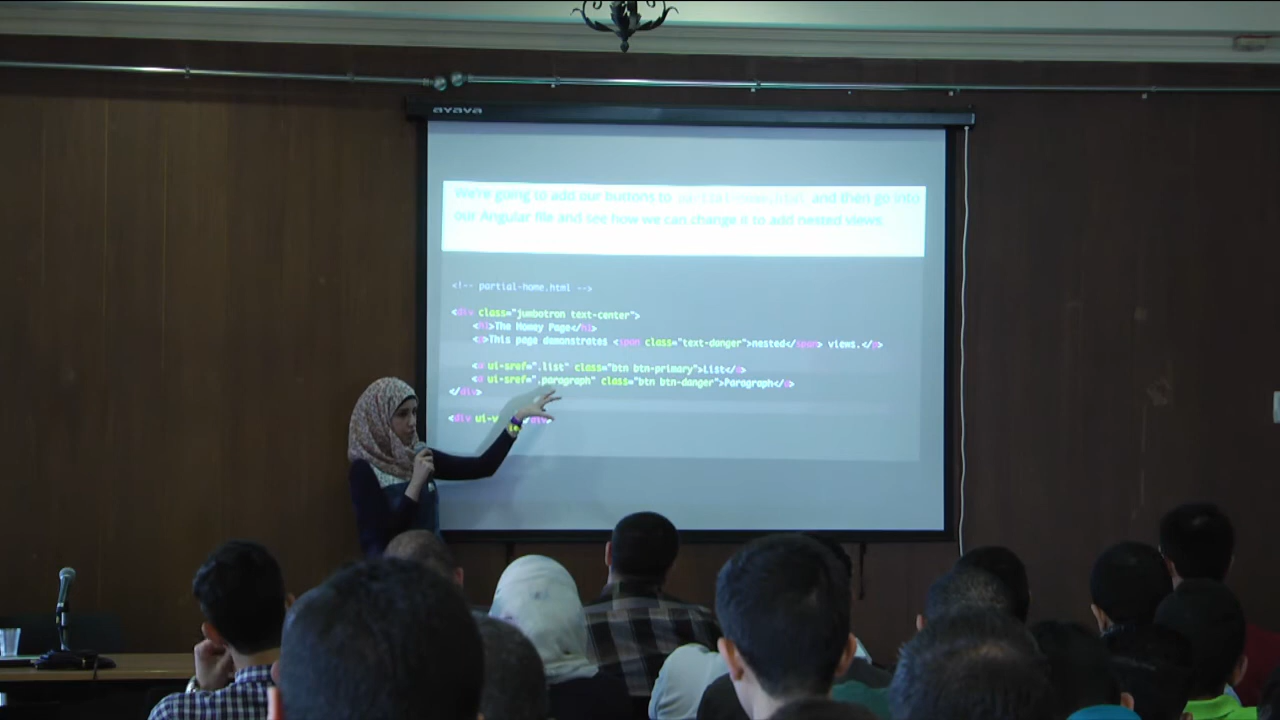 AVAYA
We're going to add our buttons to partial-home.html and then go into
our Angular file and see how we can change it to add nested views.
<!-- partial-home.html -->
<div class="jumbotron text-center">
<h1>The Homey Page</h1>
<p>This page demonstrates <span class="text-danger">nested</span> views.</p>
<a ui-sref=".list" class="btn btn-primary">List</a>
<a ui-sref=".paragraph" class="btn btn-danger">Paragraph</a>
</div>
<div ui-v </div>